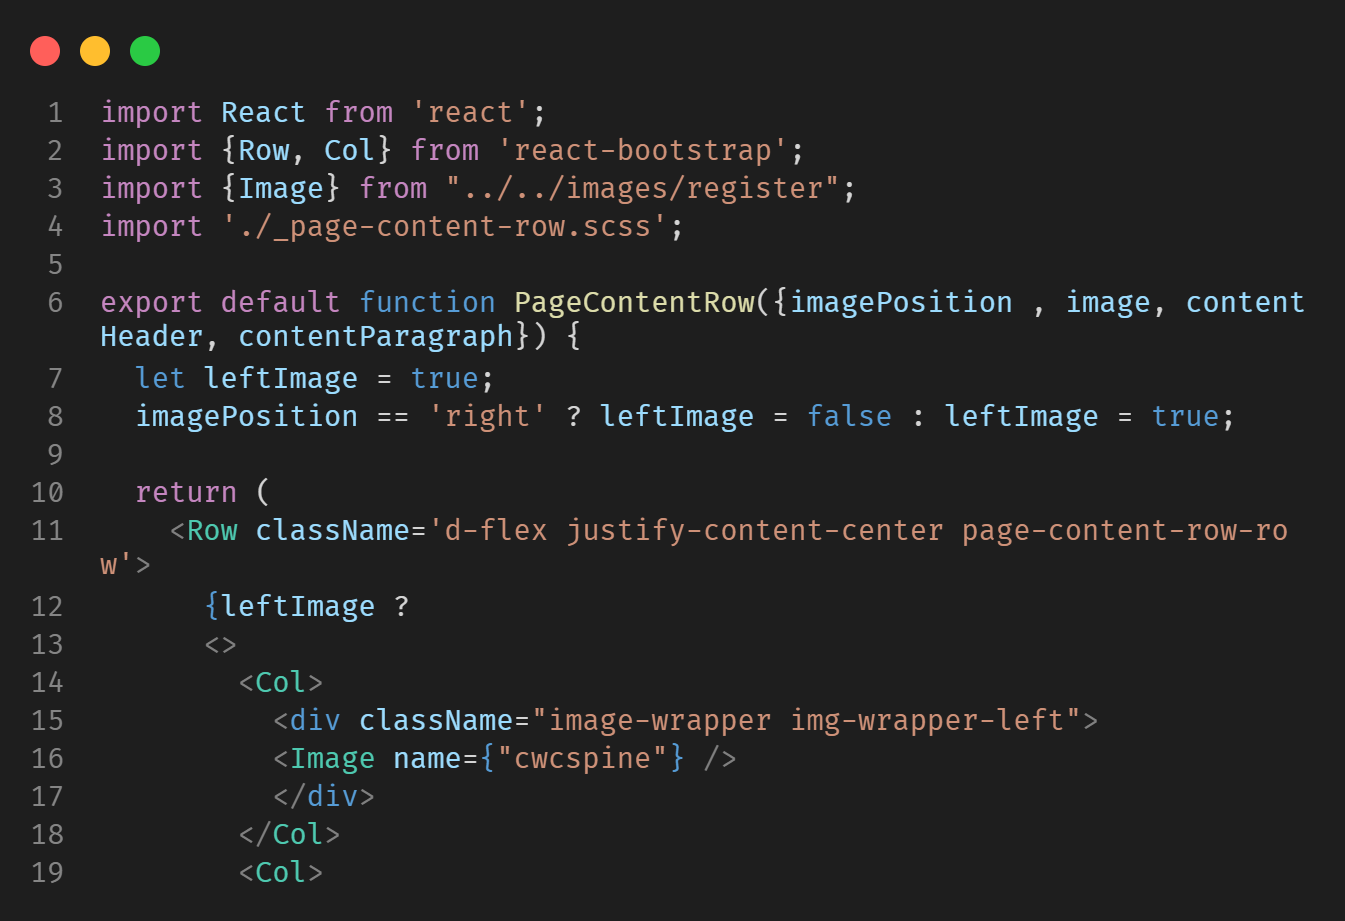 1 import React from 'react';
2 import {Row, Col} from 'react-bootstrap';
3 import {Image} from "../../images/register";
4 import './_page-content-row.scss';
5
6 export default function PageContentRow({imagePosition , image, content
Header, contentParagraph}) {
7   let leftImage = true;
8   imagePosition == 'right' ? leftImage = false : leftImage = true;
9
10   return (
11     <Row className='d-flex justify-content-center page-content-row-ro
w'>
12       {leftImage ?
13       <>
14         <Col>
15           <div className="image-wrapper img-wrapper-left">
16           <Image name={"cwcspine"} />
17           </div>
18         </Col>
19         <Col>